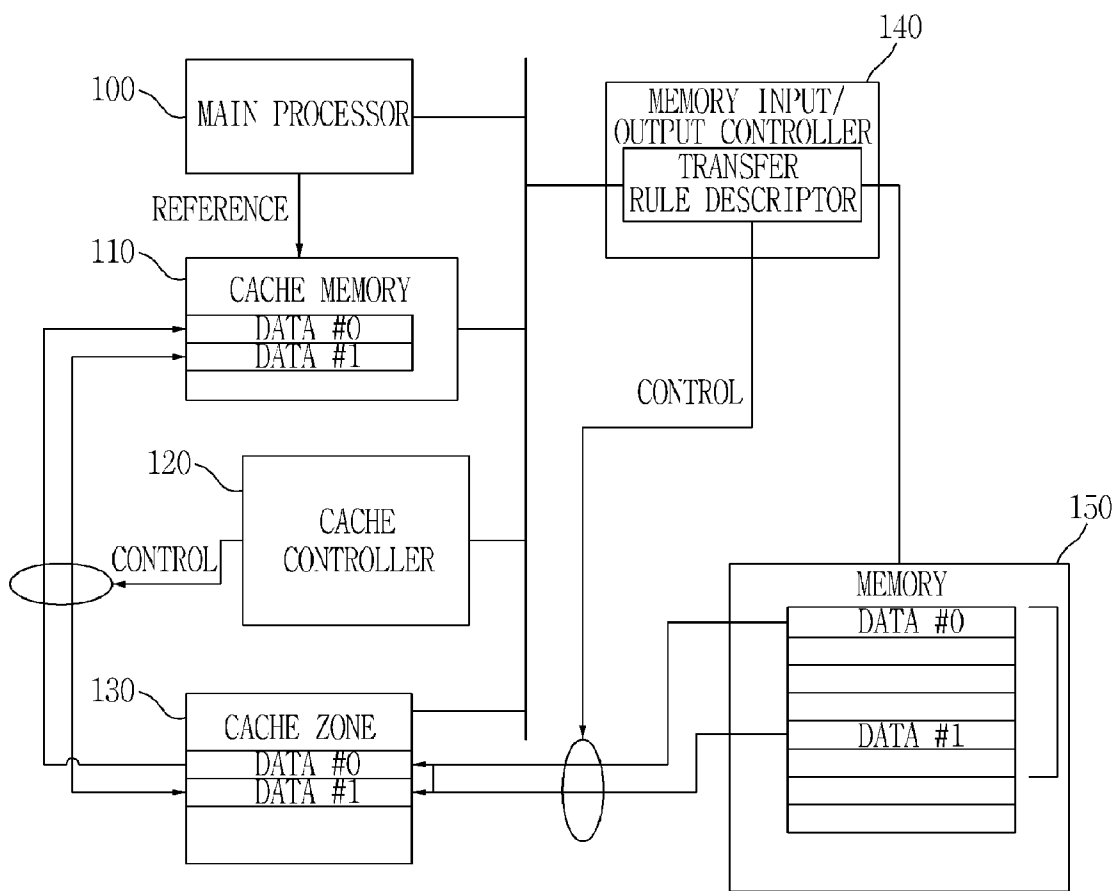 100
MAIN PROCESSOR
REFERENCE
110
CACHE MEMORY
DATA #0
DATA #1
120
CACHE
CONTROLLER
CONTROL
130
CACHE ZONE
DATA #0
DATA #1
140
MEMORY INPUT/
OUTPUT CONTROLLER
TRANSFER
RULE DESCRIPTOR
CONTROL
150
MEMORY
DATA #0
DATA #1